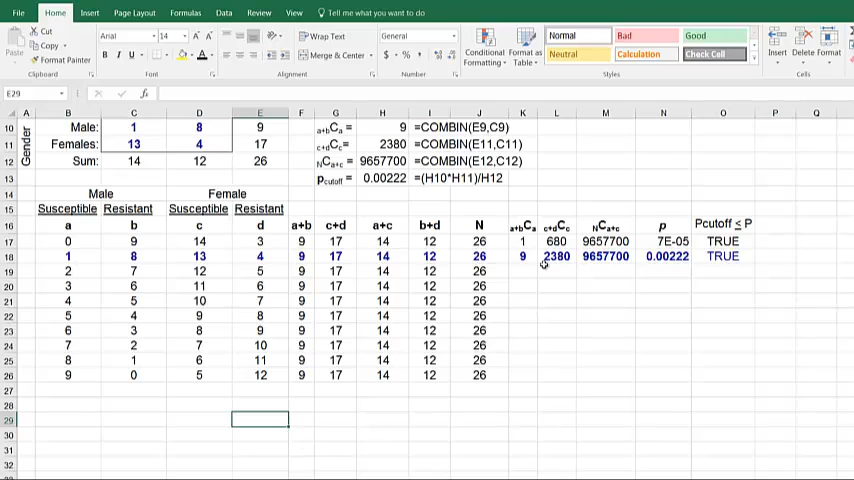 File Home Insert Page Layout Formulas Data Review View Tell me what you want to do
Cut
Copy
Format Painter
Paste
Clipboard
Arial 14
B I U
Font
Wrap Text
Merge & Center
Alignment
General
$ % ,
Number
Conditional Formatting
Format as Table
Normal Bad Good
Neutral Calculation Check Cell
Styles
Insert Delete Format
Cells
E29 fx
A B C D E F G H I J K L M N O P Q
10 Male: 1 8 9 a+bCa = 9 =COMBIN(E9,C9)
Gender
11 Females: 13 4 17 c+dCc= 2380 =COMBIN(E11,C11)
12 Sum: 14 12 26 NCa+c = 9657700 =COMBIN(E12,C12)
13 pcutoff = 0.00222 =(H10*H11)/H12
14 Male Female
15 Susceptible Resistant Susceptible Resistant
16 a b c d a+b c+d a+c b+d N a+bCa c+dCc NCa+c p Pcutoff ≤ P
17 0 9 14 3 9 17 14 12 26 1 680 9657700 7E-05 TRUE
18 1 8 13 4 9 17 14 12 26 9 2380 9657700 0.00222 TRUE
19 2 7 12 5 9 17 14 12 26
20 3 6 11 6 9 17 14 12 26
21 4 5 10 7 9 17 14 12 26
22 5 4 9 8 9 17 14 12 26
23 6 3 8 9 9 17 14 12 26
24 7 2 7 10 9 17 14 12 26
25 8 1 6 11 9 17 14 12 26
26 9 0 5 12 9 17 14 12 26
27
28
29
30
31
32